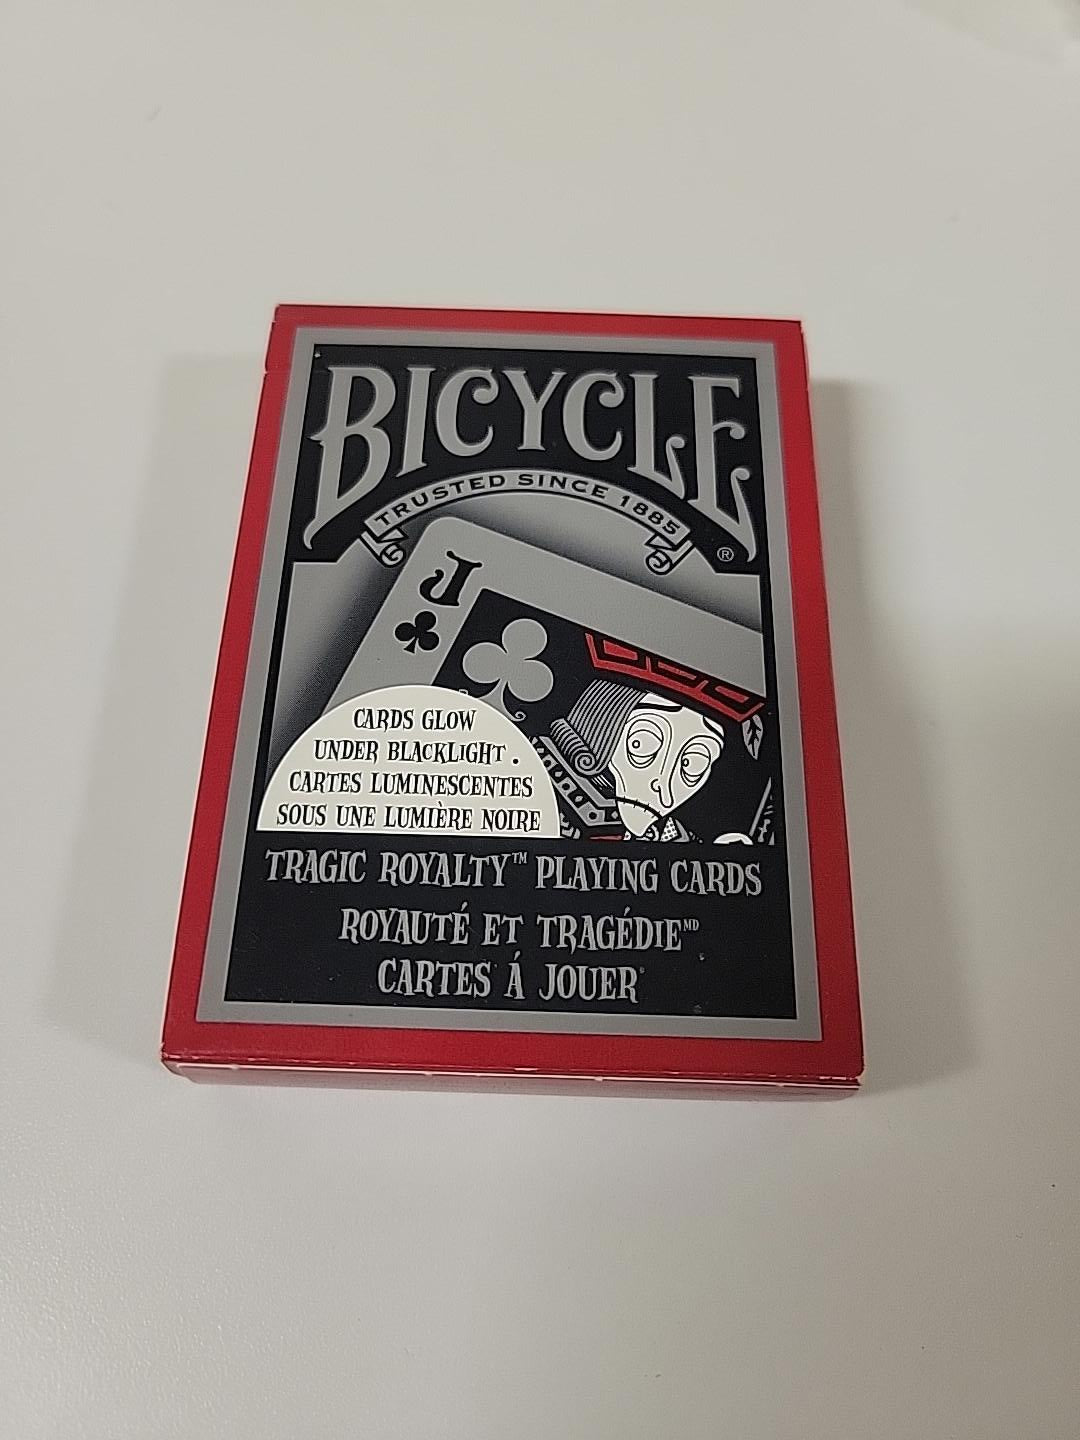 BICYCLE
TRUSTED SINCE 1885
®
J
CARDS GLOW
UNDER BLACKLIGHT .
CARTES LUMINESCENTES
SOUS UNE LUMIÈRE NOIRE
TRAGIC ROYALTY™ PLAYING CARDS
ROYAUTÉ ET TRAGÉDIE MD
CARTES Á JOUER